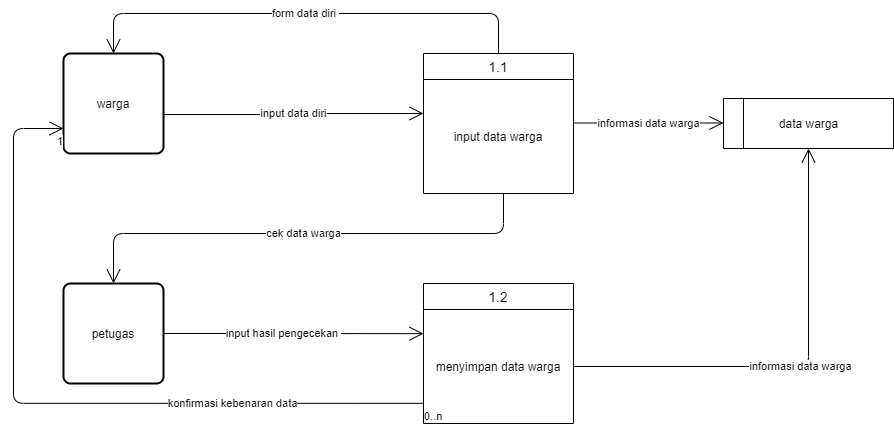 form data diri
1.1
warga
input data diri
informasi data warga
data warga
input data warga
1
cek data warga
1.2
petugas
input hasil pengecekan
menyimpan data warga
informasi data warga
konfirmasi kebenaran data
0..n